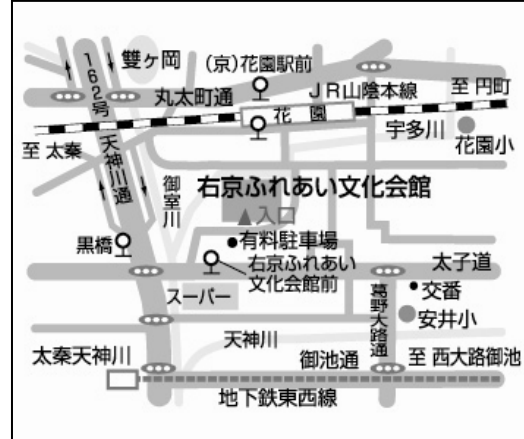 162号
雙ヶ岡
(京)花園駅前
丸太町通
JR山陰本線
至 円町
花園
至 太秦
天神川通
宇多川
花園小
御室川
右京ふれあい文化会館
▲入口
●有料駐車場
黒橋
右京ふれあい
文化会館前
太子道
スーパー
葛野大路通
●交番
安井小
天神川
太秦天神川
御池通
至 西大路御池
地下鉄東西線